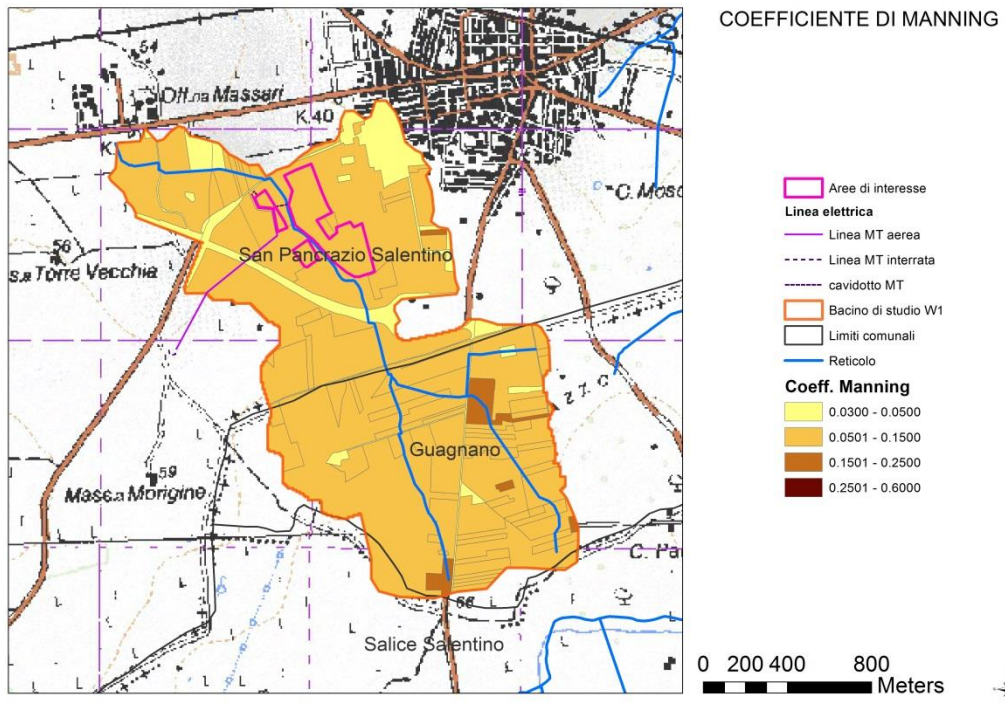 COEFFICIENTE DI MANNING
54
Off.na Massari
K.40
K.
S
C. Mosc
56
s.a Torre Vecchia
San Pancrazio Salentino
59
Mass.a Morigine
Guagnano
C. Pa
66
Salice Salentino
Aree di interesse
Linea elettrica
Linea MT aerea
Linea MT interrata
cavidotto MT
Bacino di studio W1
Limiti comunali
Reticolo
Coeff. Manning
0.0300 - 0.0500
0.0501 - 0.1500
0.1501 - 0.2500
0.2501 - 0.6000
0 200 400 800
Meters